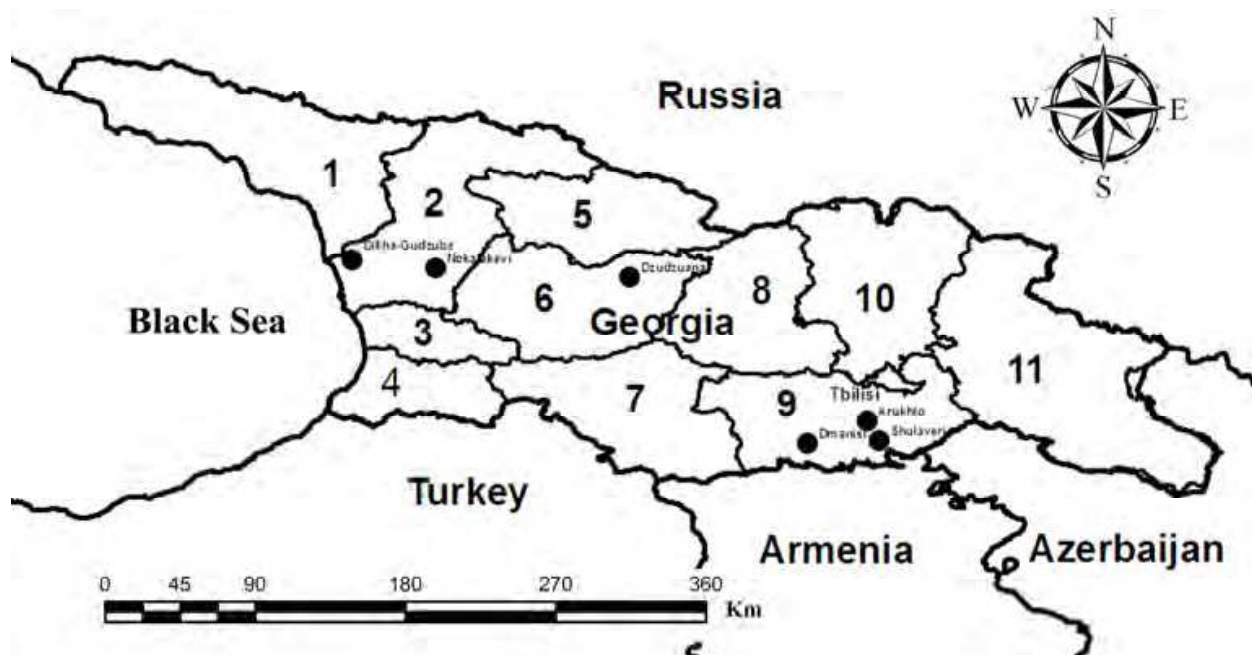 N
Russia
W
E
S
1
2
5
Diliha-Gudzuba
Nokalakevi
Dzudzuana
6
8
10
Black Sea
3
Georgia
4
7
9
11
Tbilisi
Arukhlo
Dmanisi
Shulaveri
Turkey
Armenia
Azerbaijan
0 45 90 180 270 360
Km